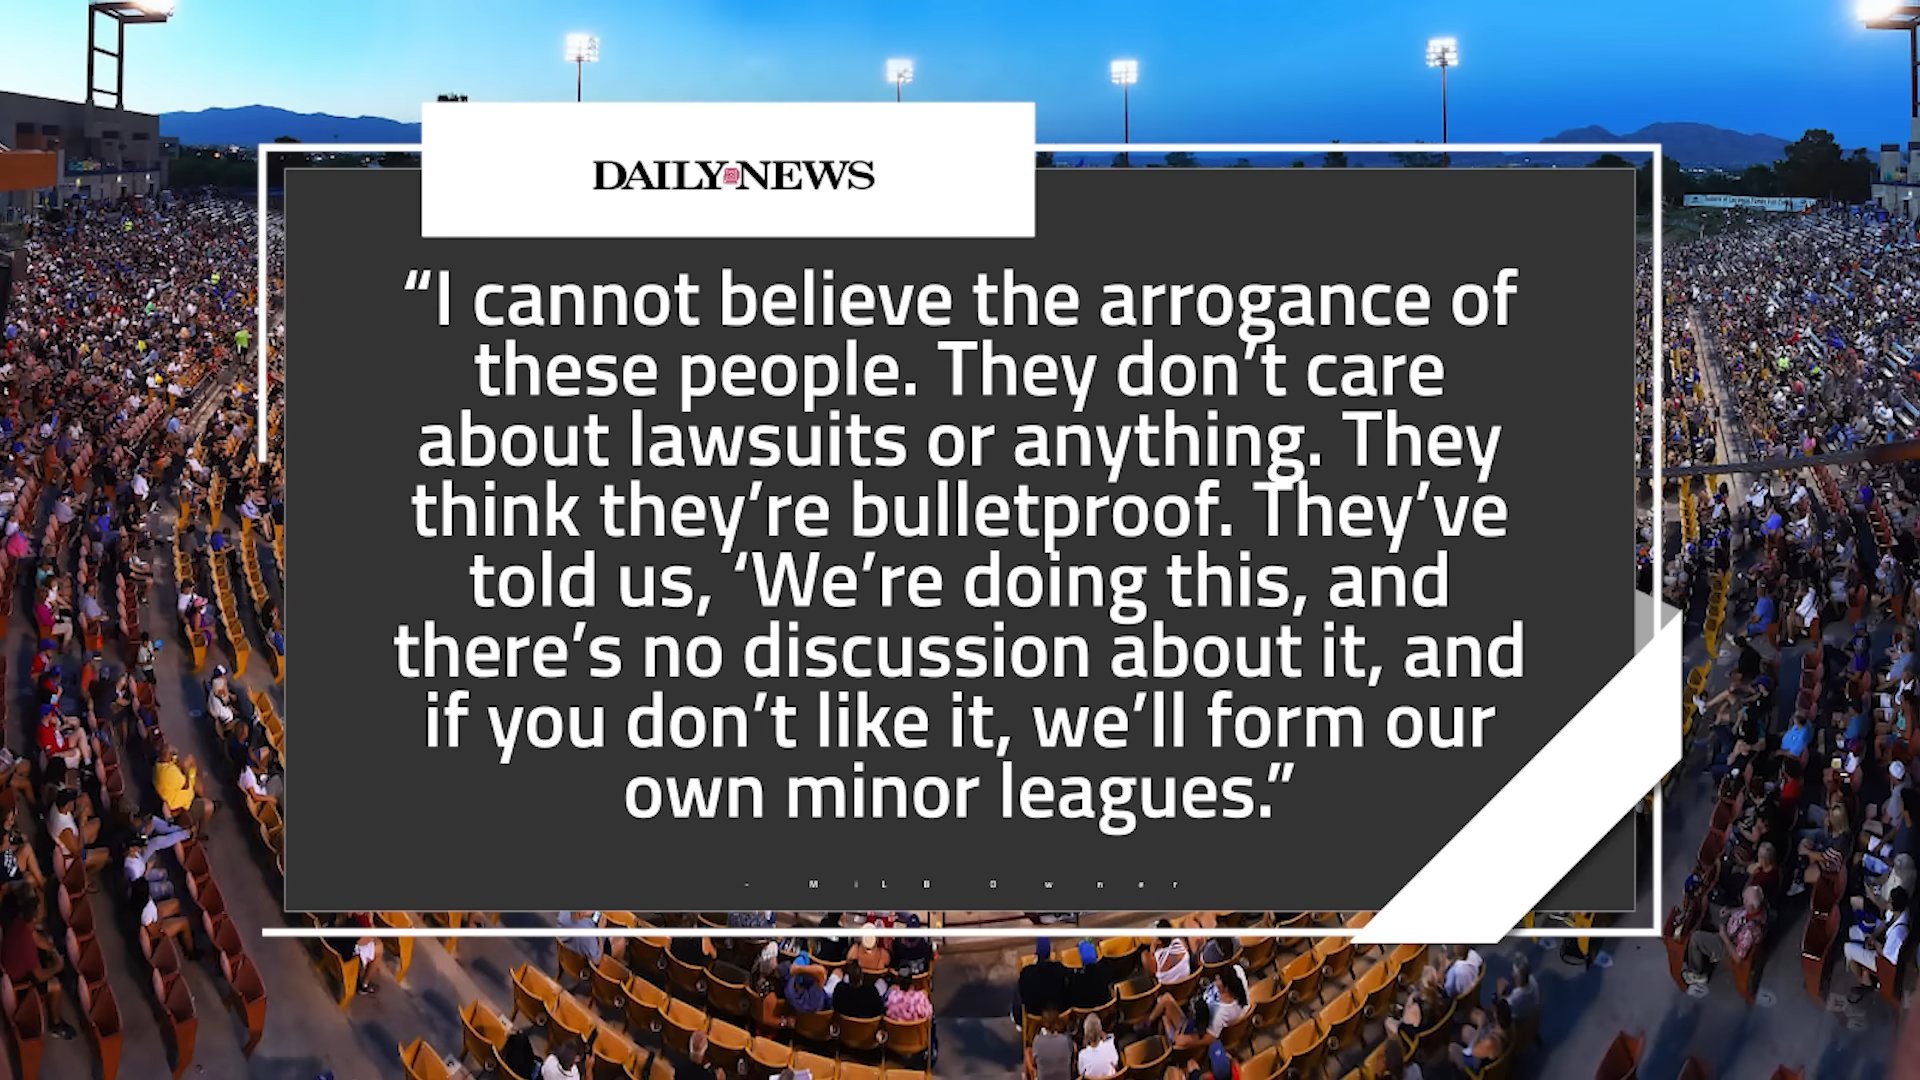 DAILY NEWS
“I cannot believe the arrogance of
these people. They don’t care
about lawsuits or anything. They
think they’re bulletproof. They’ve
told us, ‘We’re doing this, and
there’s no discussion about it, and
if you don’t like it, we’ll form our
own minor leagues.”
- MiLB Owner